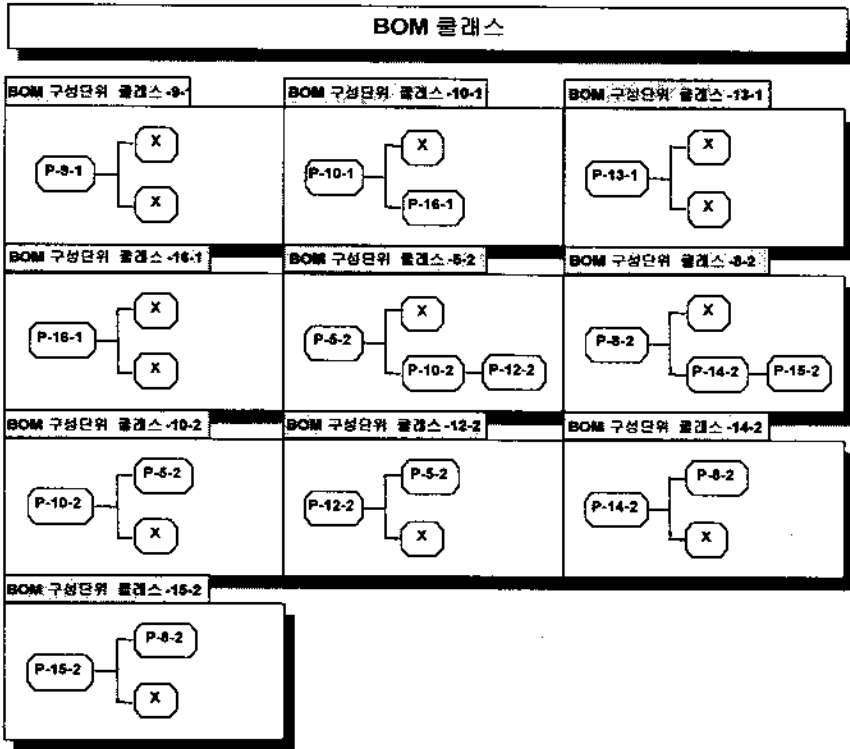 BOM 클래스
BOM 구성단위 클래스-9-1
BOM 구성단위 클래스-10-1
BOM 구성단위 클래스-13-1
P-9-1
X
X
P-10-1
X
P-16-1
P-13-1
X
X
BOM 구성단위 클래스-16-1
BOM 구성단위 클래스-5-2
BOM 구성단위 클래스-8-2
P-16-1
X
X
P-5-2
X
P-10-2
P-12-2
P-8-2
X
P-14-2
P-15-2
BOM 구성단위 클래스-10-2
BOM 구성단위 클래스-12-2
BOM 구성단위 클래스-14-2
P-10-2
P-5-2
X
P-12-2
P-5-2
X
P-14-2
P-8-2
X
BOM 구성단위 클래스-15-2
P-15-2
P-8-2
X